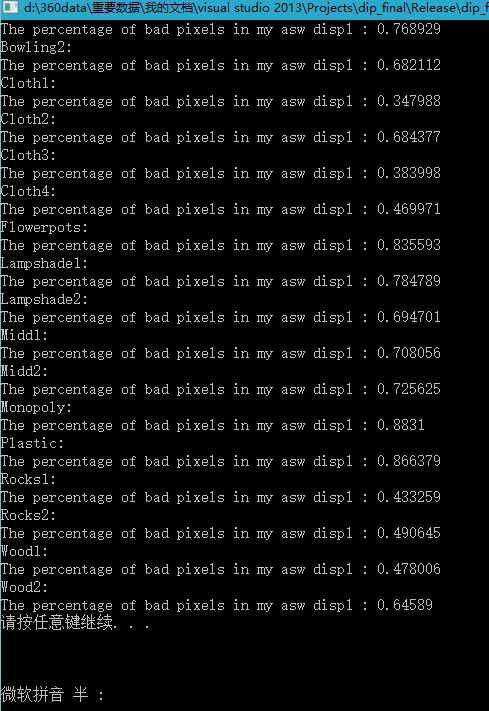 d:\360data\重要数据\我的文档\visual studio 2013\Projects\dip_final\Release\dip_f
The percentage of bad pixels in my asw disp1 : 0.768929
Bowling2:
The percentage of bad pixels in my asw disp1 : 0.682112
Cloth1:
The percentage of bad pixels in my asw disp1 : 0.347988
Cloth2:
The percentage of bad pixels in my asw disp1 : 0.684377
Cloth3:
The percentage of bad pixels in my asw disp1 : 0.383998
Cloth4:
The percentage of bad pixels in my asw disp1 : 0.469971
Flowerpots:
The percentage of bad pixels in my asw disp1 : 0.835593
Lampshade1:
The percentage of bad pixels in my asw disp1 : 0.784789
Lampshade2:
The percentage of bad pixels in my asw disp1 : 0.694701
Midd1:
The percentage of bad pixels in my asw disp1 : 0.708056
Midd2:
The percentage of bad pixels in my asw disp1 : 0.725625
Monopoly:
The percentage of bad pixels in my asw disp1 : 0.8831
Plastic:
The percentage of bad pixels in my asw disp1 : 0.866379
Rocks1:
The percentage of bad pixels in my asw disp1 : 0.433259
Rocks2:
The percentage of bad pixels in my asw disp1 : 0.490645
Wood1:
The percentage of bad pixels in my asw disp1 : 0.478006
Wood2:
The percentage of bad pixels in my asw disp1 : 0.64589
请按任意键继续. . .
微软拼音 半 :